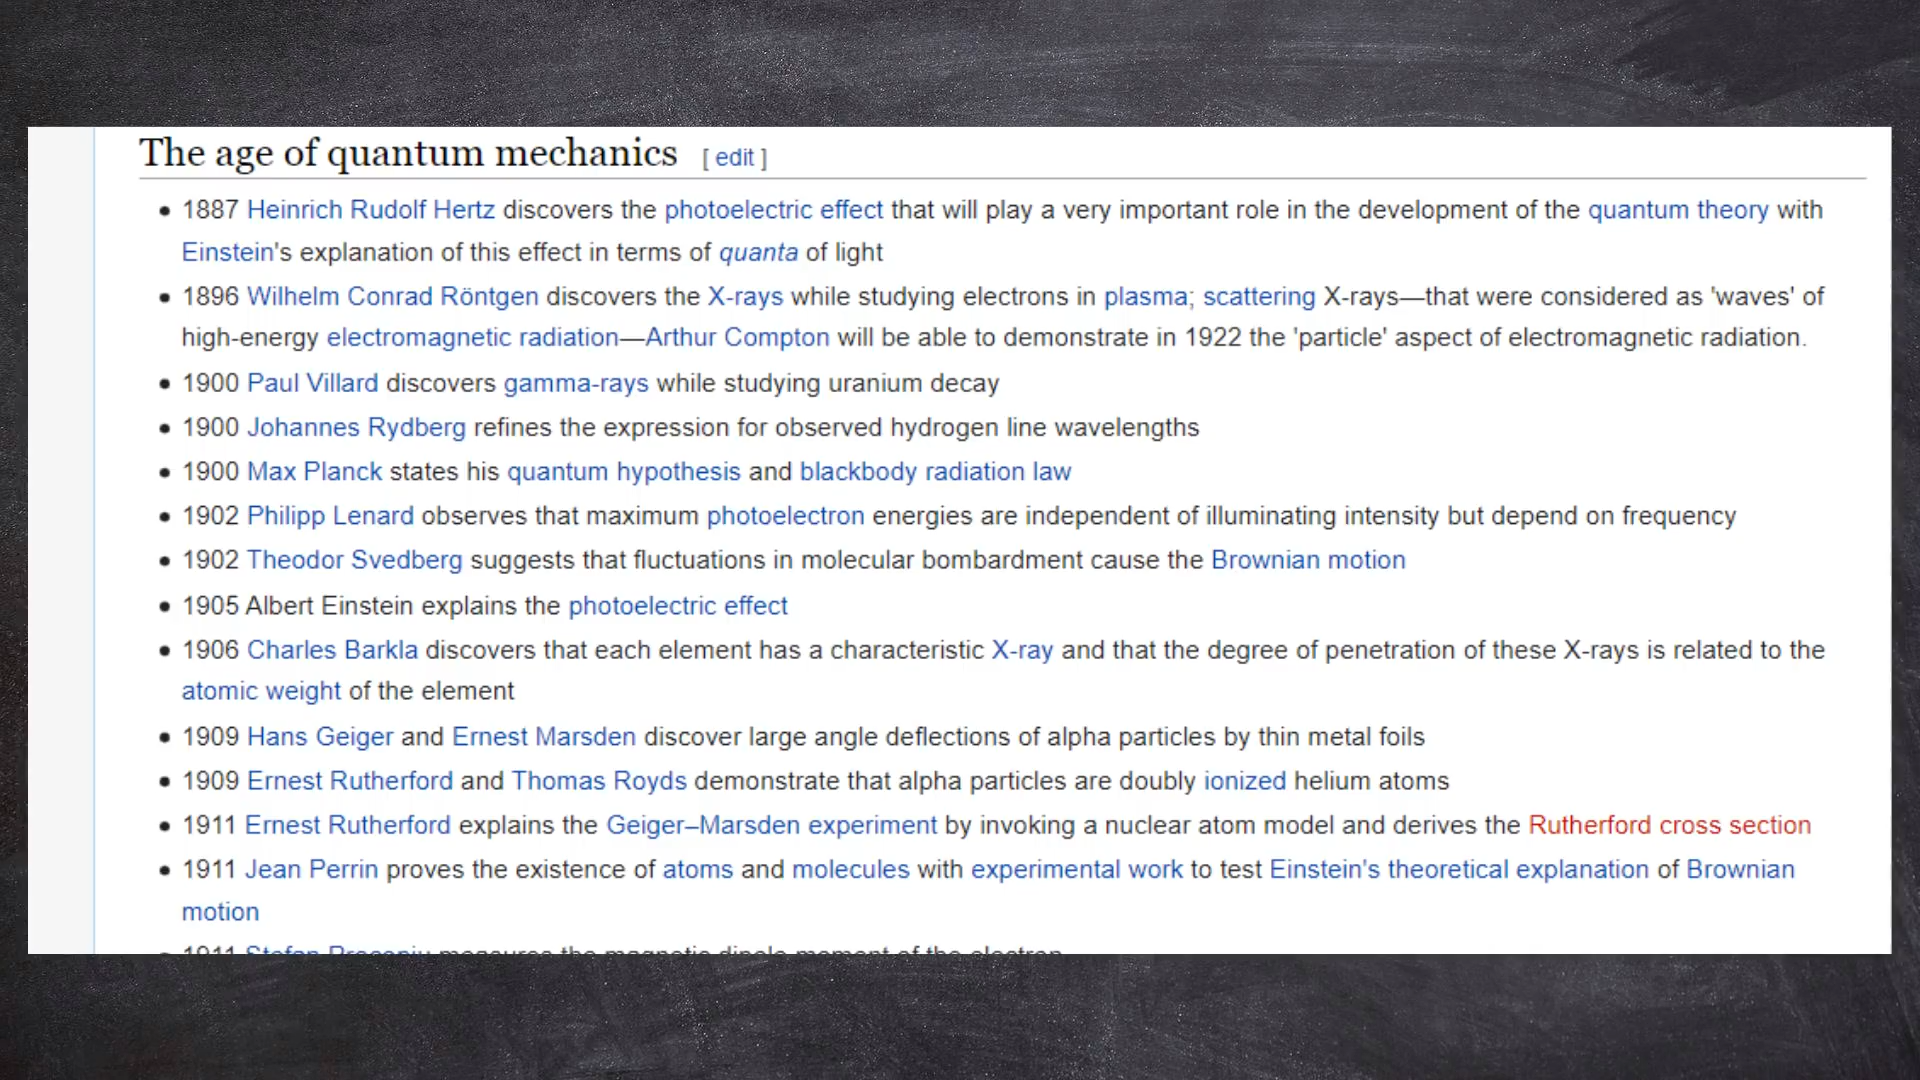 The age of quantum mechanics [ edit ]
• 1887 Heinrich Rudolf Hertz discovers the photoelectric effect that will play a very important role in the development of the quantum theory with
Einstein's explanation of this effect in terms of quanta of light
• 1896 Wilhelm Conrad Röntgen discovers the X-rays while studying electrons in plasma; scattering X-rays—that were considered as 'waves' of
high-energy electromagnetic radiation—Arthur Compton will be able to demonstrate in 1922 the 'particle' aspect of electromagnetic radiation.
• 1900 Paul Villard discovers gamma-rays while studying uranium decay
• 1900 Johannes Rydberg refines the expression for observed hydrogen line wavelengths
• 1900 Max Planck states his quantum hypothesis and blackbody radiation law
• 1902 Philipp Lenard observes that maximum photoelectron energies are independent of illuminating intensity but depend on frequency
• 1902 Theodor Svedberg suggests that fluctuations in molecular bombardment cause the Brownian motion
• 1905 Albert Einstein explains the photoelectric effect
• 1906 Charles Barkla discovers that each element has a characteristic X-ray and that the degree of penetration of these X-rays is related to the
atomic weight of the element
• 1909 Hans Geiger and Ernest Marsden discover large angle deflections of alpha particles by thin metal foils
• 1909 Ernest Rutherford and Thomas Royds demonstrate that alpha particles are doubly ionized helium atoms
• 1911 Ernest Rutherford explains the Geiger–Marsden experiment by invoking a nuclear atom model and derives the Rutherford cross section
• 1911 Jean Perrin proves the existence of atoms and molecules with experimental work to test Einstein's theoretical explanation of Brownian
motion
• 1911 Stefan Procopiu measures the magnetic dipole moment of the electron